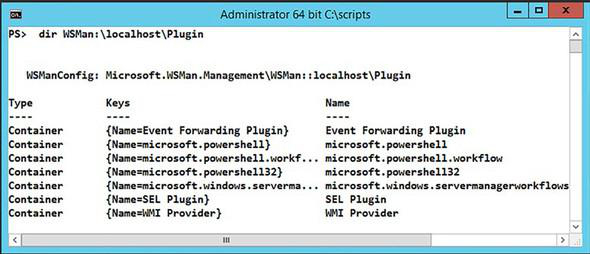 Administrator 64 bit C:\scripts
PS> dir WSMan:\localhost\Plugin
WSManConfig: Microsoft.WSMan.Management\WSMan::localhost\Plugin
Type Keys Name
---- ---- ----
Container {Name=Event Forwarding Plugin} Event Forwarding Plugin
Container {Name=microsoft.powershell} microsoft.powershell
Container {Name=microsoft.powershell.workf... microsoft.powershell.workflow
Container {Name=microsoft.powershell32} microsoft.powershell32
Container {Name=microsoft.windows.serverma... microsoft.windows.servermanagerworkflows
Container {Name=SEL Plugin} SEL Plugin
Container {Name=WMI Provider} WMI Provider